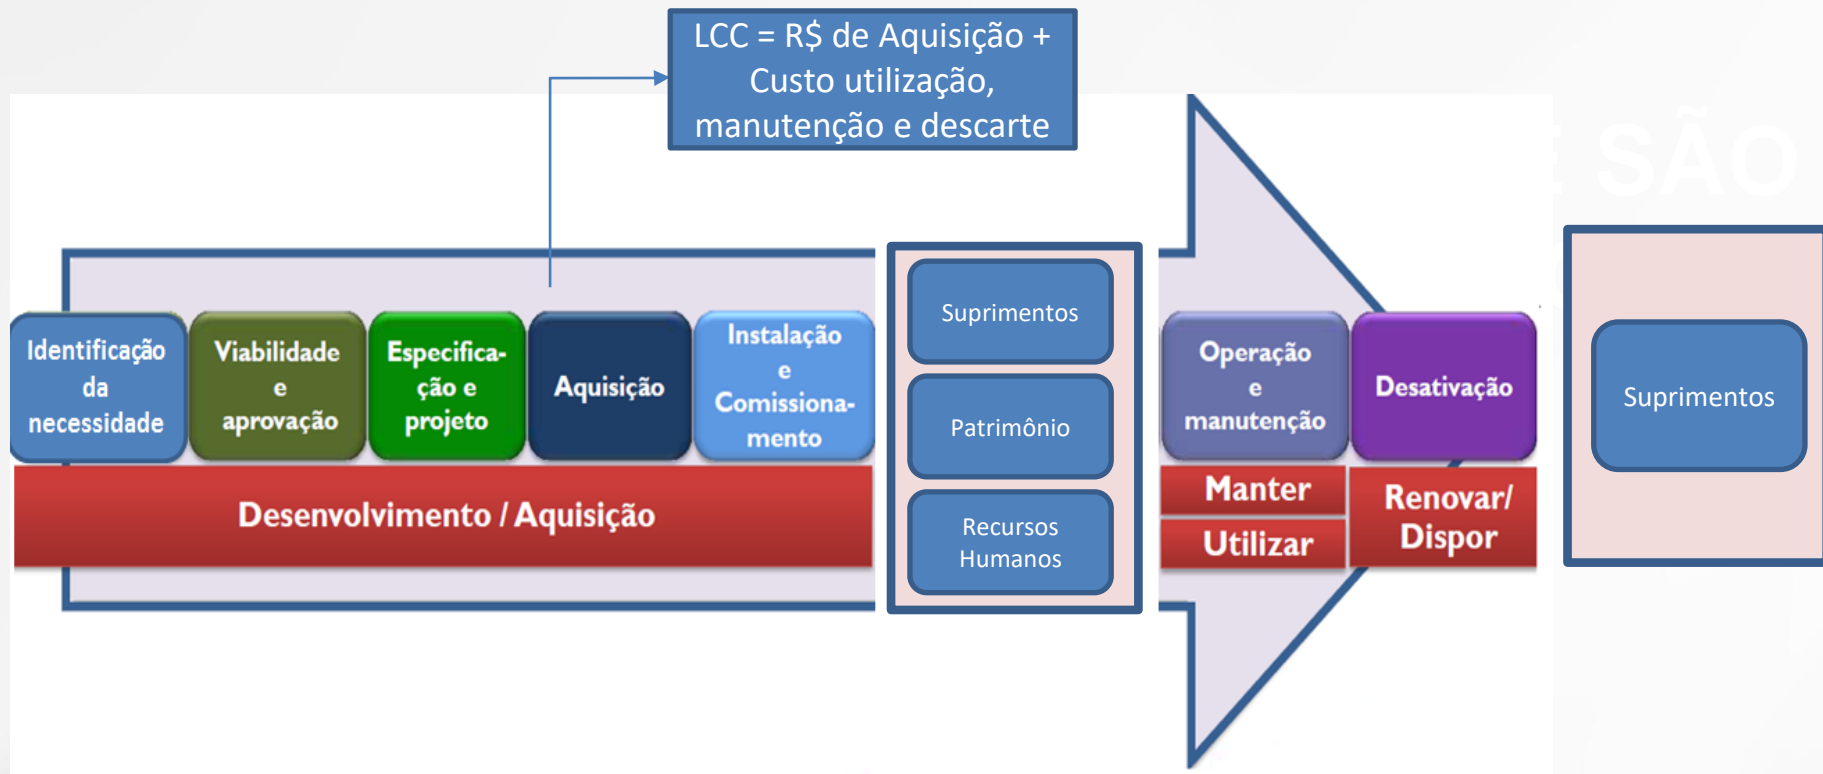 LCC = R$ de Aquisição +
Custo utilização,
manutenção e descarte
SÃO
Identificação
da
necessidade
Viabilidade
e
aprovação
Especifica-
ção e
projeto
Aquisição
Instalação
e
Comissiona-
mento
Desenvolvimento / Aquisição
Suprimentos
Patrimônio
Recursos
Humanos
Operação
e
manutenção
Manter
Utilizar
Desativação
Renovar/
Dispor
Suprimentos